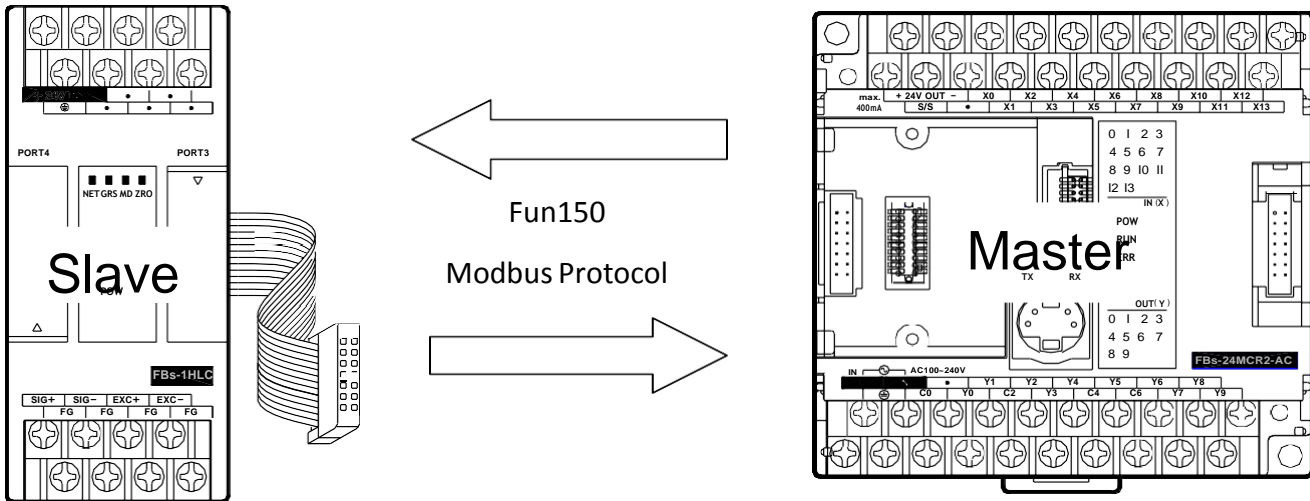 PORT4
PORT3
NET GRS MD ZRO
Slave
POW
FBs-1HLC
SIG+ SIG− EXC+ EXC−
FG FG FG FG
Fun150
Modbus Protocol
max.
400mA
+ 24V OUT − X0 X2 X4 X6 X8 X10 X12
S/S • X1 X3 X5 X7 X9 X11 X13
0 1 2 3
4 5 6 7
8 9 10 11
12 13
IN (X)
POW
RUN
ERR
Master
TX RX
OUT(Y)
0 1 2 3
4 5 6 7
8 9
FBs-24MCR2-AC
IN AC100~240V
• Y1 Y2 Y4 Y5 Y6 Y8
C0 Y0 C2 Y3 C4 C6 Y7 Y9